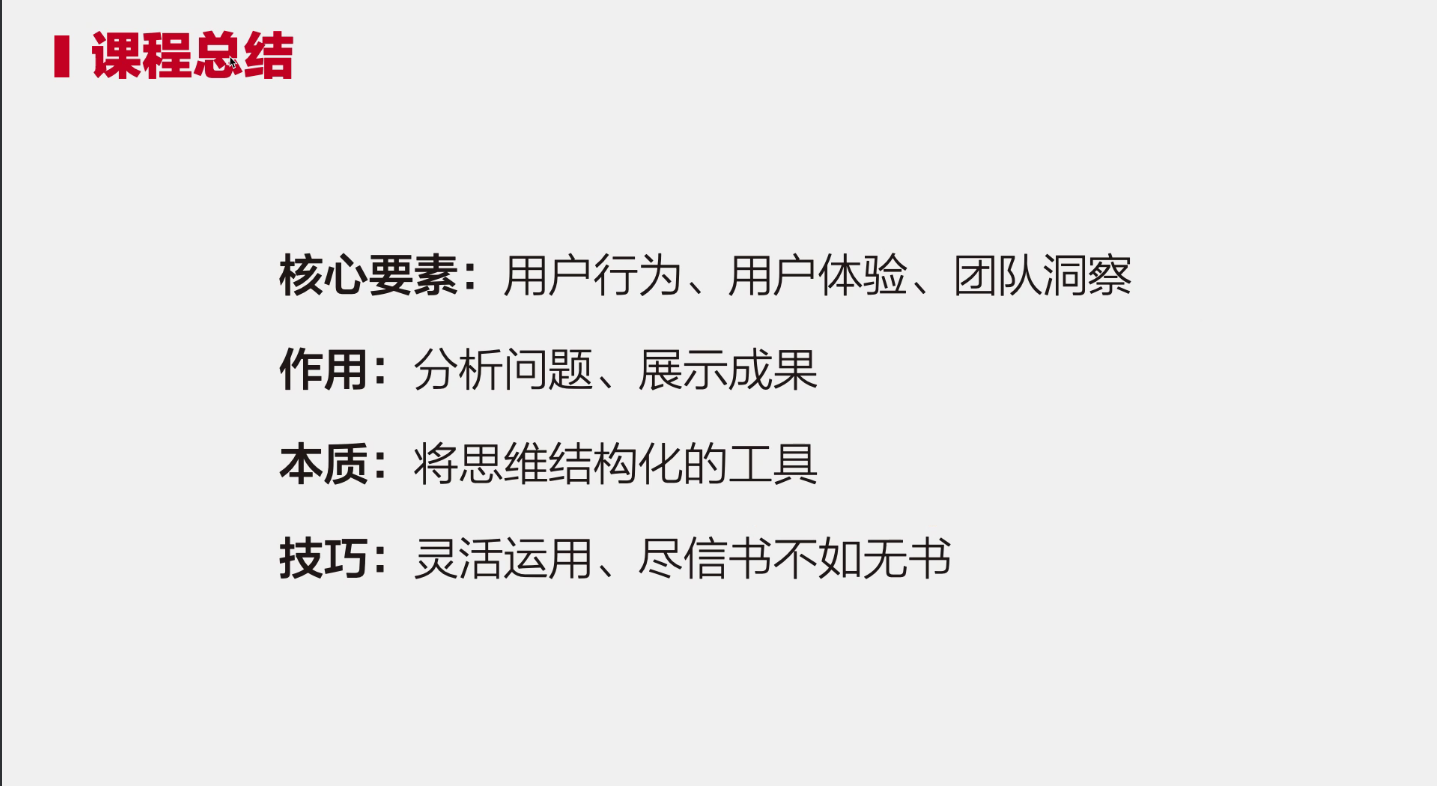 课程总结
核心要素：用户行为、用户体验、团队洞察
作用：分析问题、展示成果
本质：将思维结构化的工具
技巧：灵活运用、尽信书不如无书